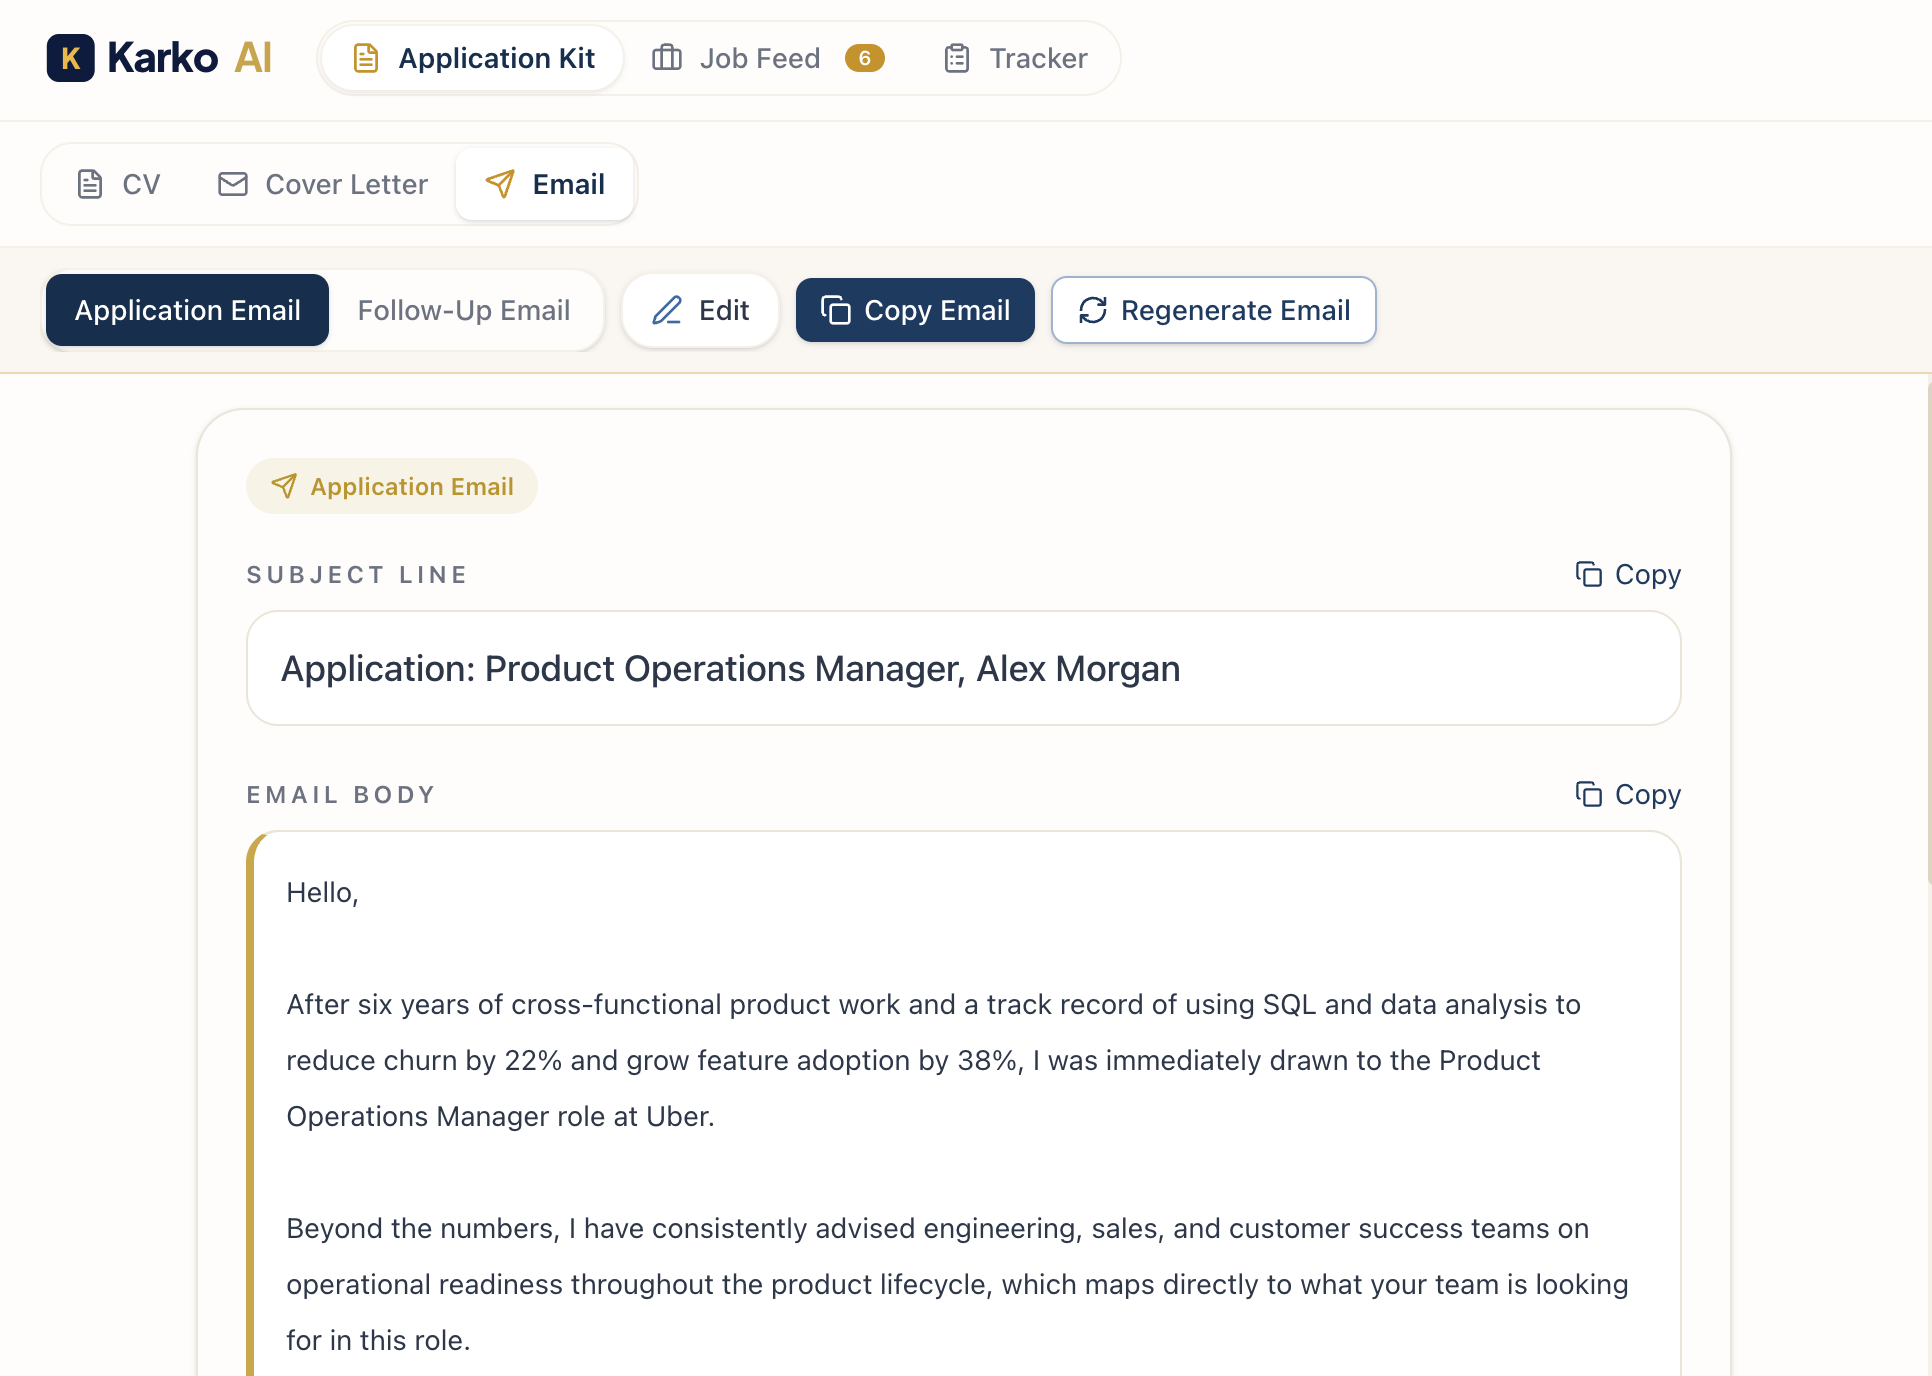 K Karko AI
Application Kit
Job Feed 6
Tracker
CV
Cover Letter
Email
Application Email
Follow-Up Email
Edit
Copy Email
Regenerate Email
Application Email
SUBJECT LINE
Copy
Application: Product Operations Manager, Alex Morgan
EMAIL BODY
Copy
Hello,
After six years of cross-functional product work and a track record of using SQL and data analysis to
reduce churn by 22% and grow feature adoption by 38%, I was immediately drawn to the Product
Operations Manager role at Uber.
Beyond the numbers, I have consistently advised engineering, sales, and customer success teams on
operational readiness throughout the product lifecycle, which maps directly to what your team is looking
for in this role.